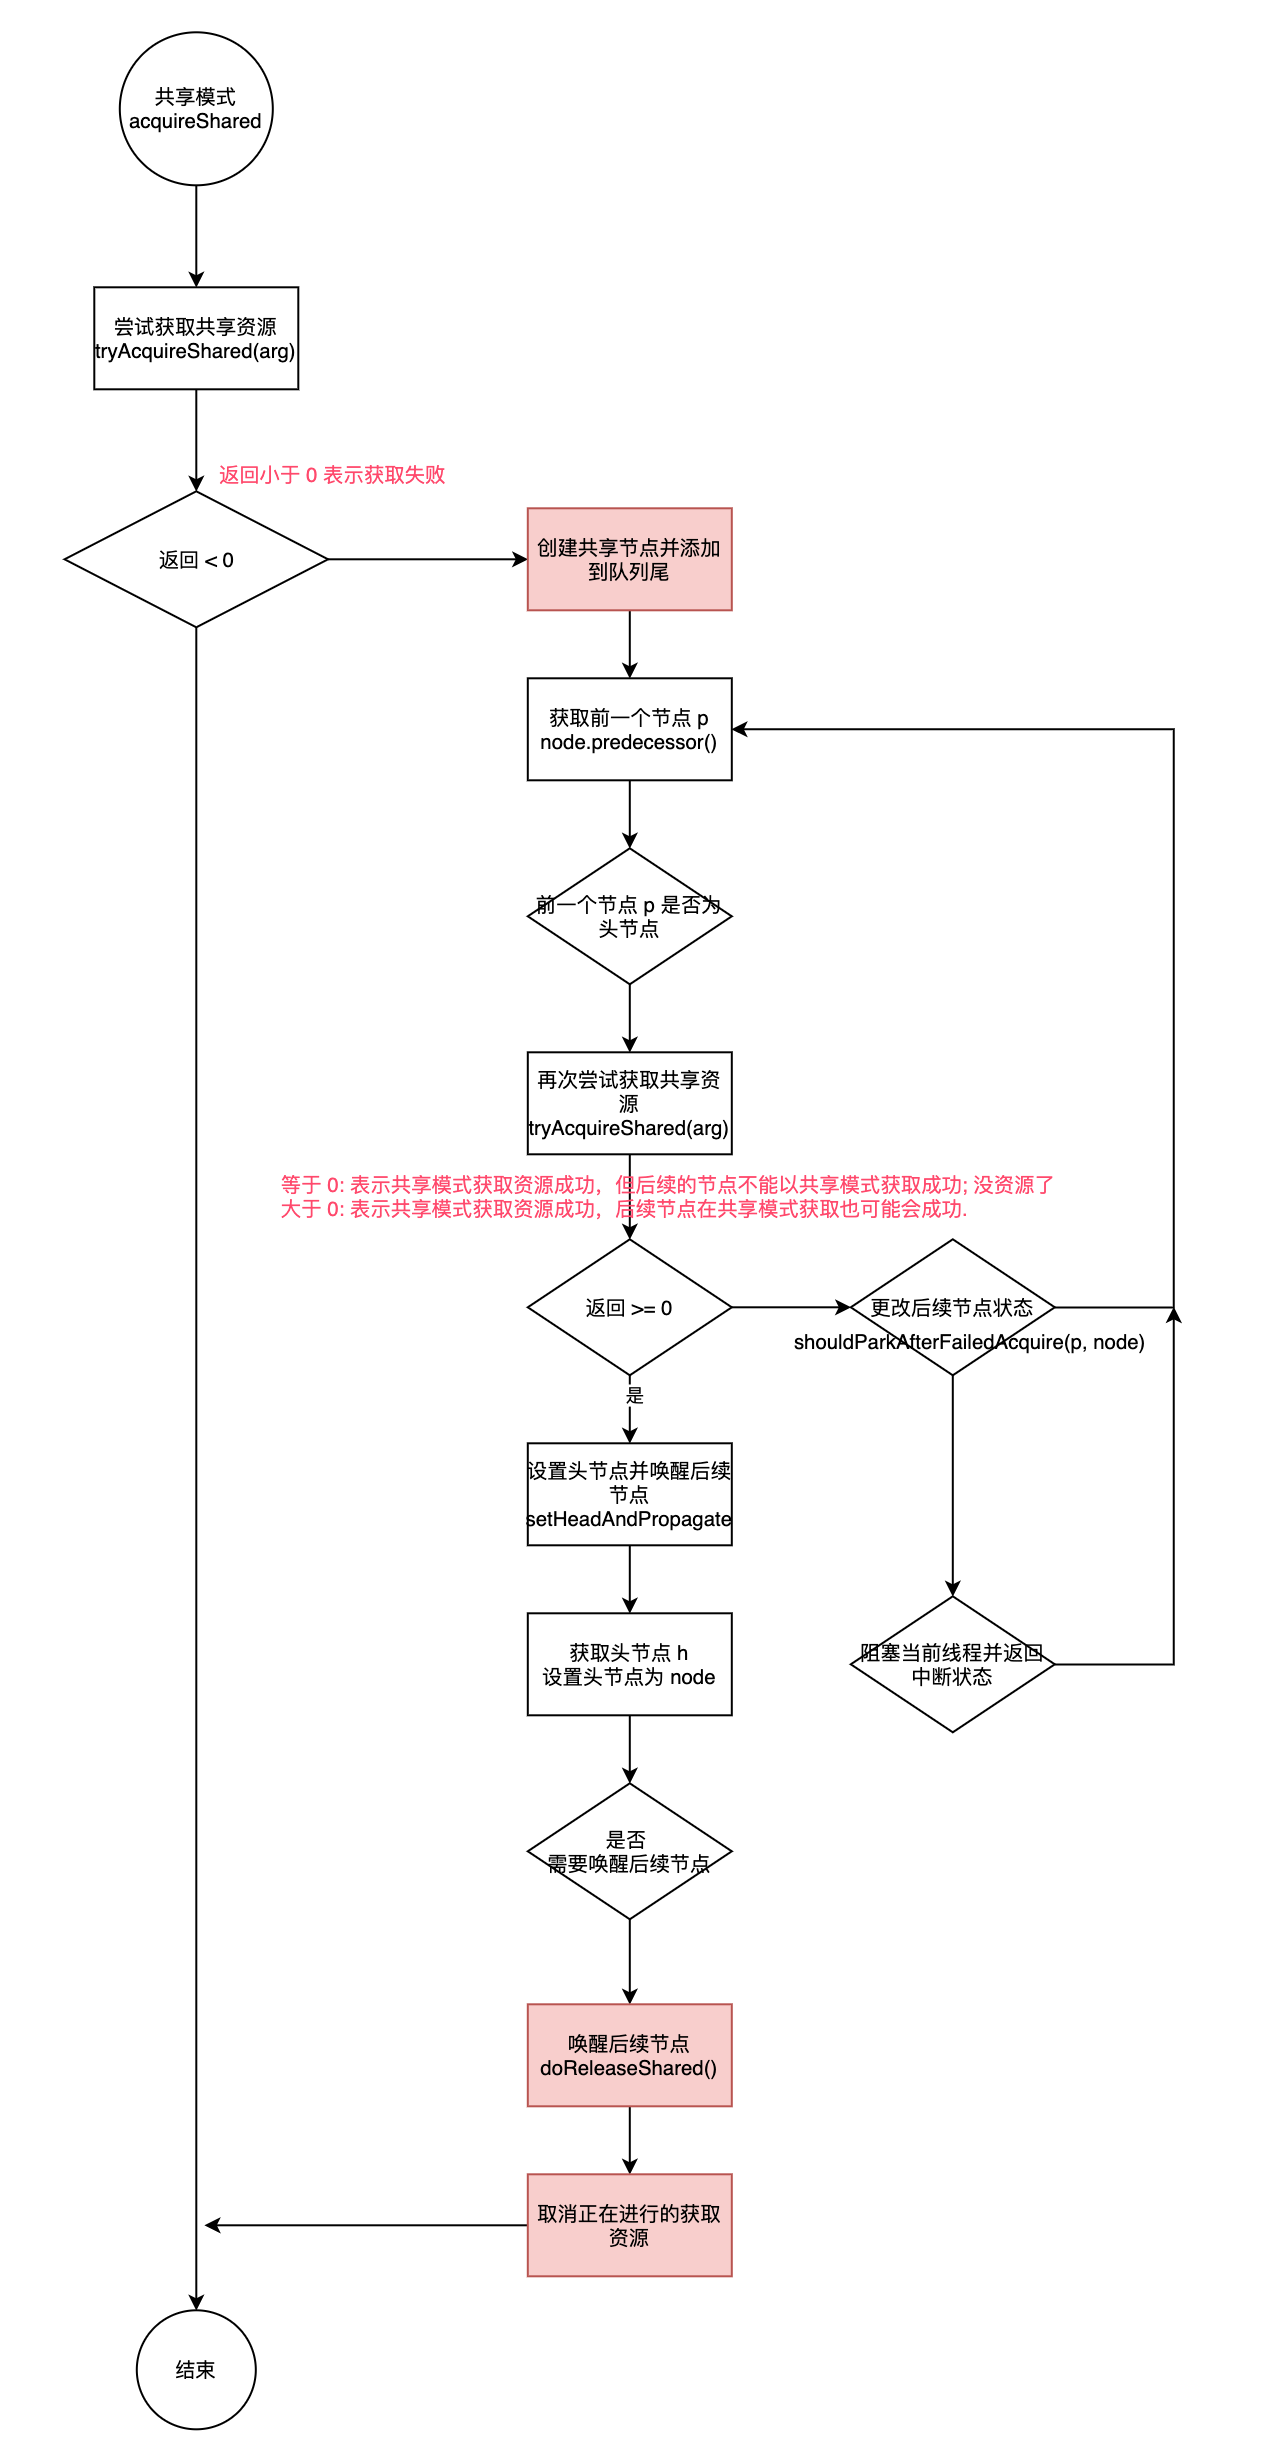 共享模式
acquireShared
尝试获取共享资源
tryAcquireShared(arg)
返回小于 0 表示获取失败
返回 < 0
创建共享节点并添加
到队列尾
获取前一个节点 p
node.predecessor()
前一个节点 p 是否为
头节点
再次尝试获取共享资
源
tryAcquireShared(arg)
等于 0: 表示共享模式获取资源成功，但后续的节点不能以共享模式获取成功; 没资源了
大于 0: 表示共享模式获取资源成功，后续节点在共享模式获取也可能会成功.
返回 >= 0
更改后续节点状态
shouldParkAfterFailedAcquire(p, node)
是
设置头节点并唤醒后续
节点
setHeadAndPropagate
获取头节点 h
设置头节点为 node
阻塞当前线程并返回
中断状态
是否
需要唤醒后续节点
唤醒后续节点
doReleaseShared()
取消正在进行的获取
资源
结束